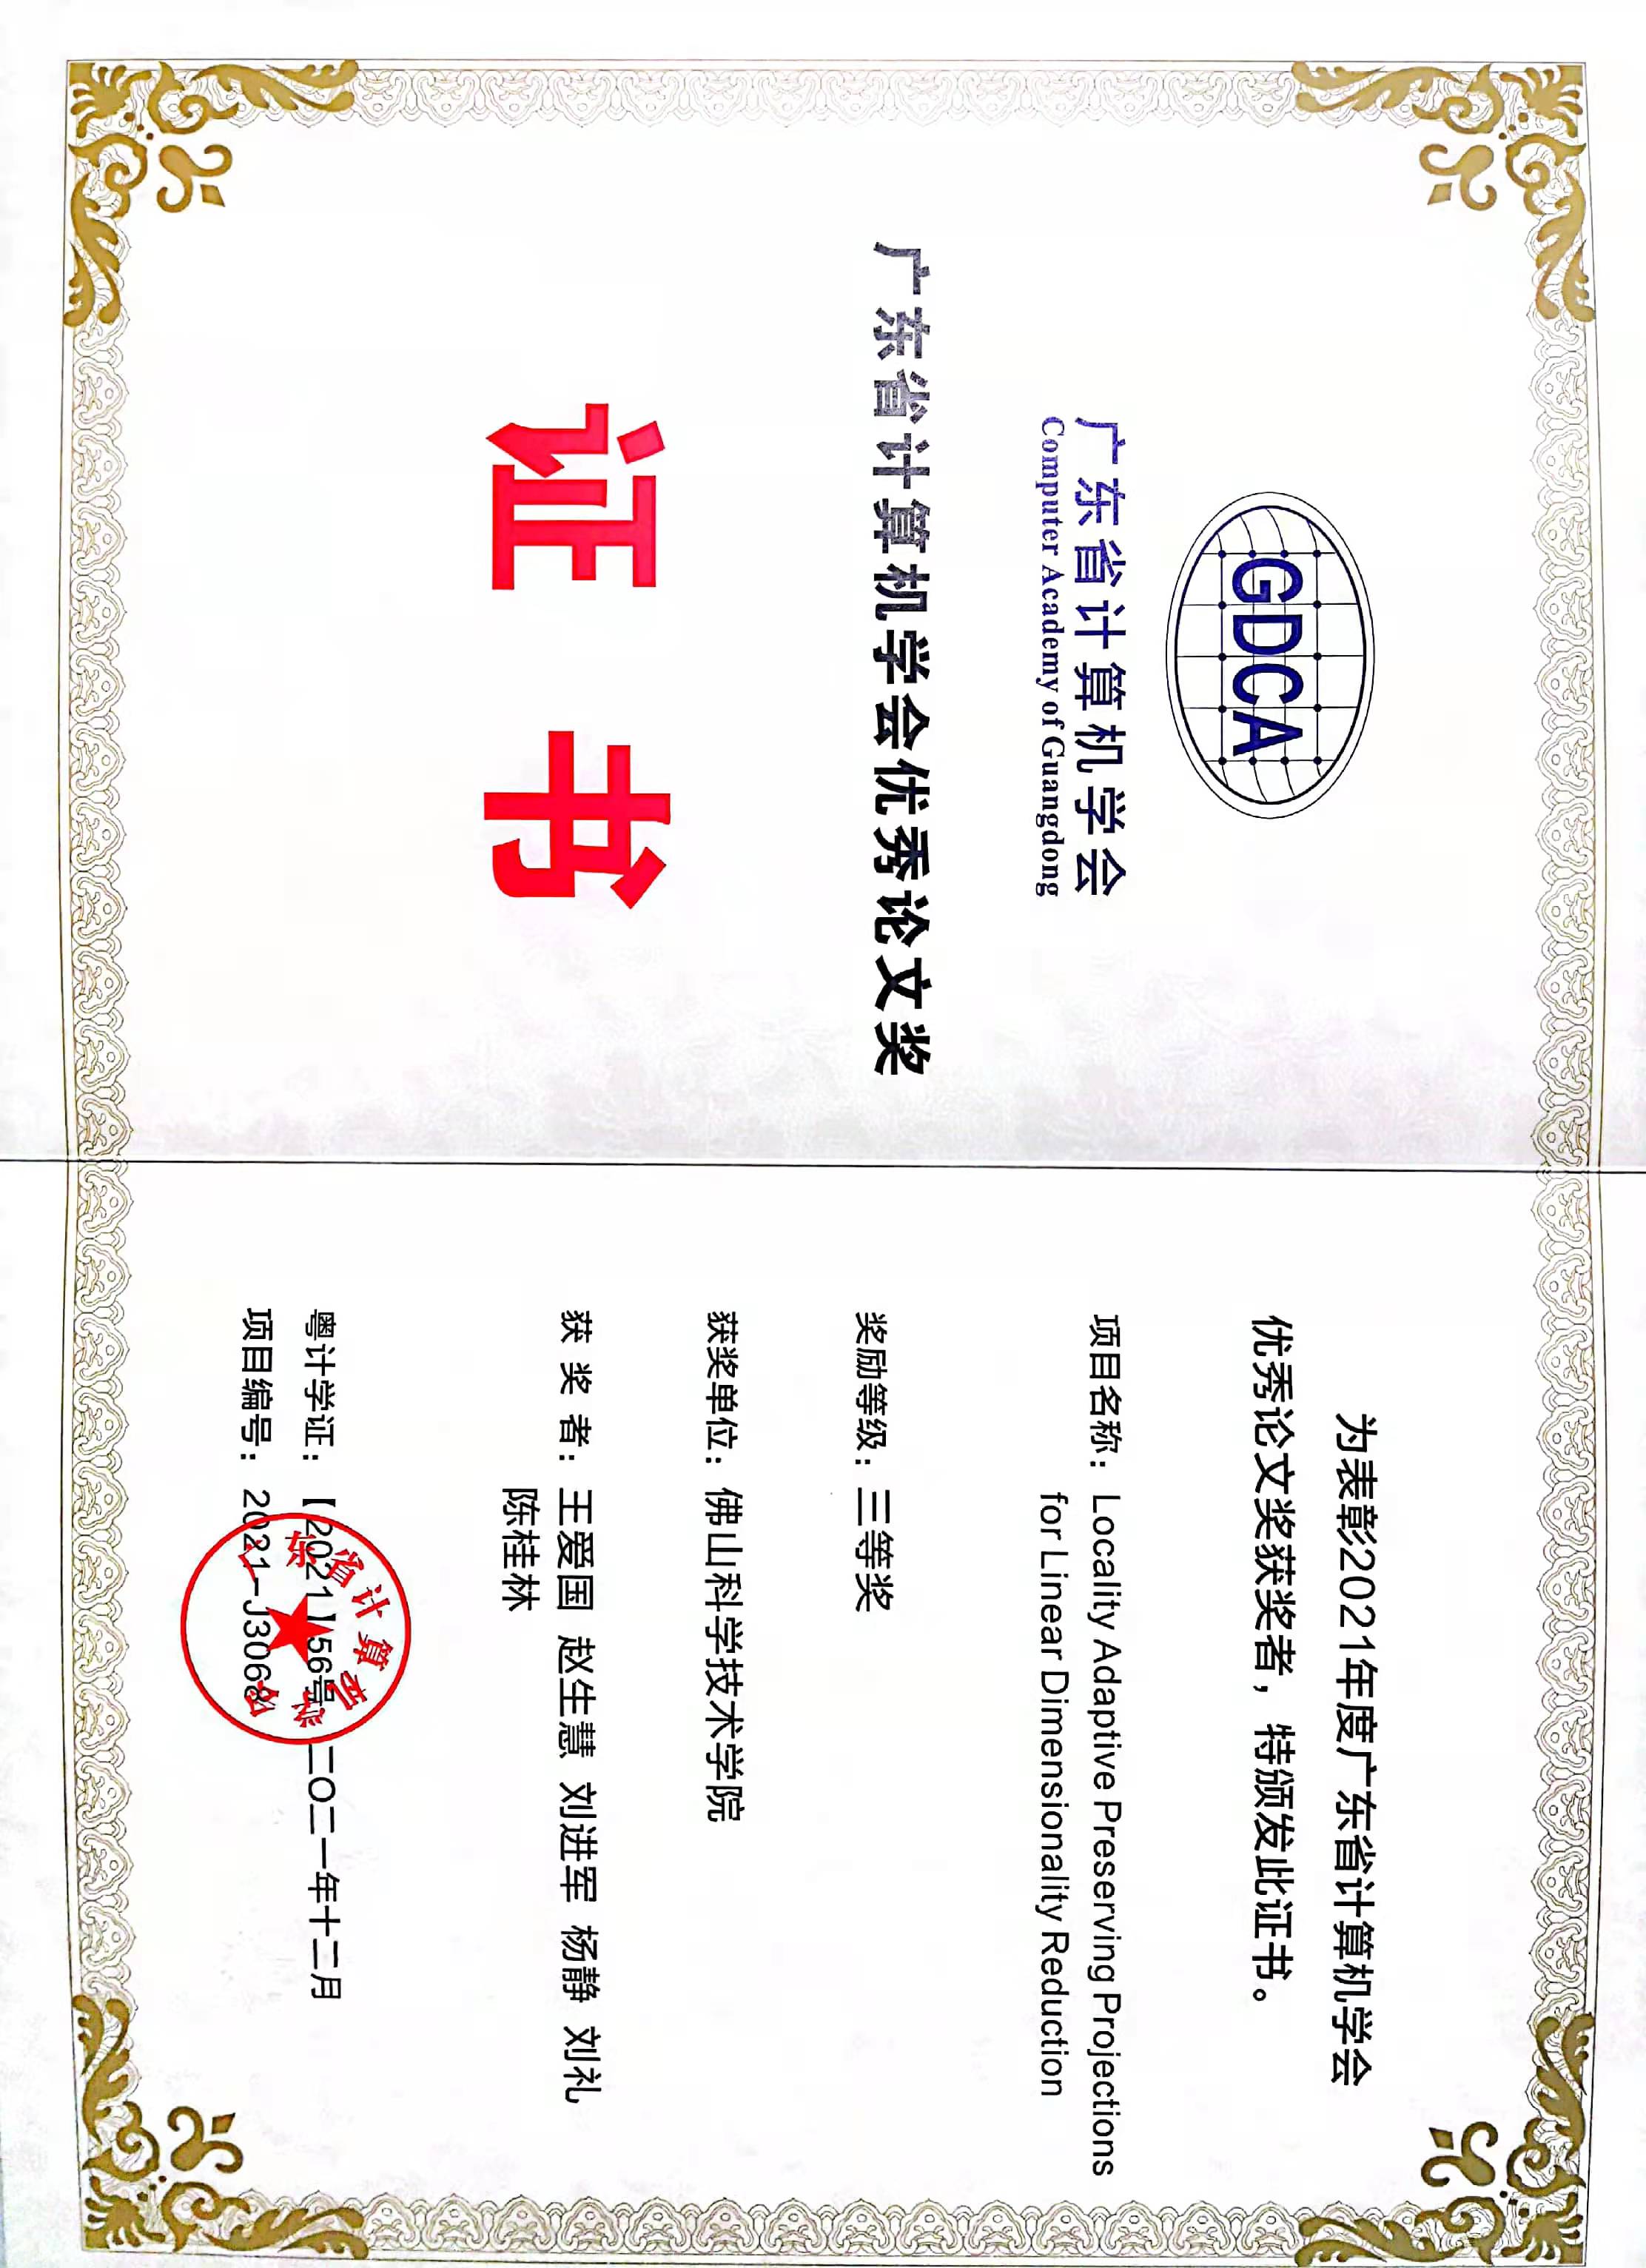 GDCA
广东省计算机学会
Computer Academy of Guangdong
广东省计算机学会优秀论文奖
证书
为表彰2021年度广东省计算机学会
优秀论文奖获奖者，特颁发此证书。
项目名称：Locality Adaptive Preserving Projections
for Linear Dimensionality Reduction
奖励等级：三等奖
获奖单位：佛山科学技术学院
获 奖 者：王爱国 赵生慧 刘进军 杨静 刘礼
陈桂林
粤计学证：【2021】56号 二〇二一年十二月
项目编号：2021-J3068
广东省计算机学会